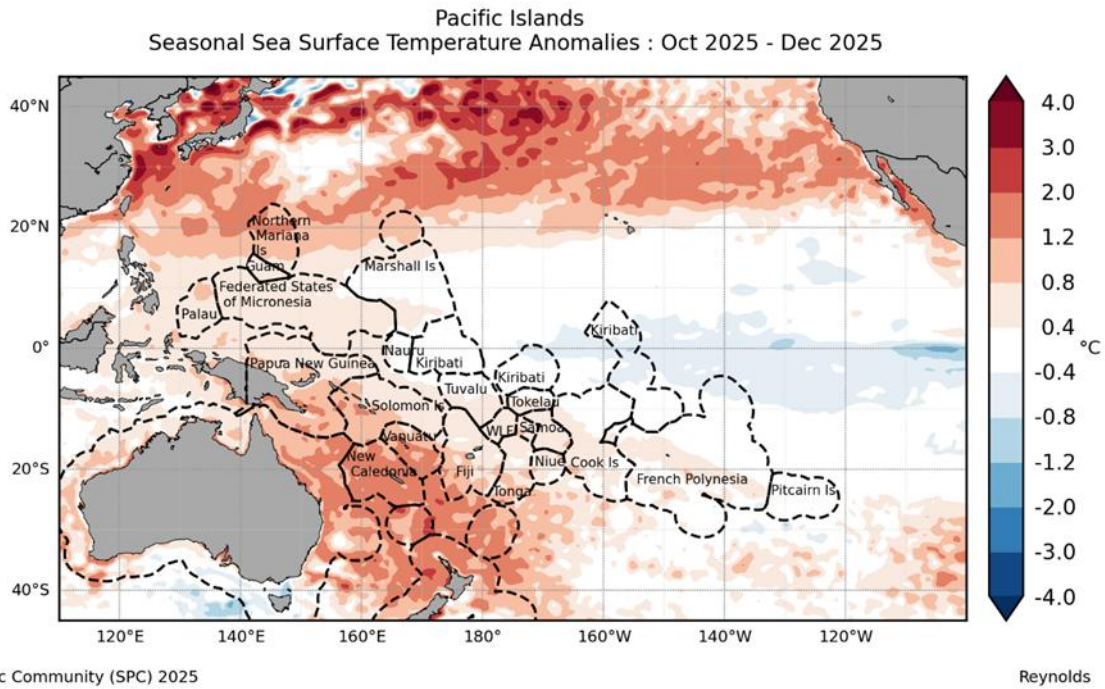 Pacific Islands
Seasonal Sea Surface Temperature Anomalies : Oct 2025 - Dec 2025
40°N
20°N
0°
20°S
40°S
120°E
140°E
160°E
180°
160°W
140°W
120°W
Northern
Mariana
Is
Guam
Marshall Is
Federated States
of Micronesia
Palau
Kiribati
Nauru
Papua New Guinea
Kiribati
Kiribati
Tuvalu
Tokelau
Solomon Is
WLF
Samoa
Vanuatu
New
Caledonia
Fiji
Niue
Cook Is
Tonga
French Polynesia
Pitcairn Is
4.0
3.0
2.0
1.2
0.8
0.4
-0.4
-0.8
-1.2
-2.0
-3.0
-4.0
°C
c Community (SPC) 2025
Reynolds